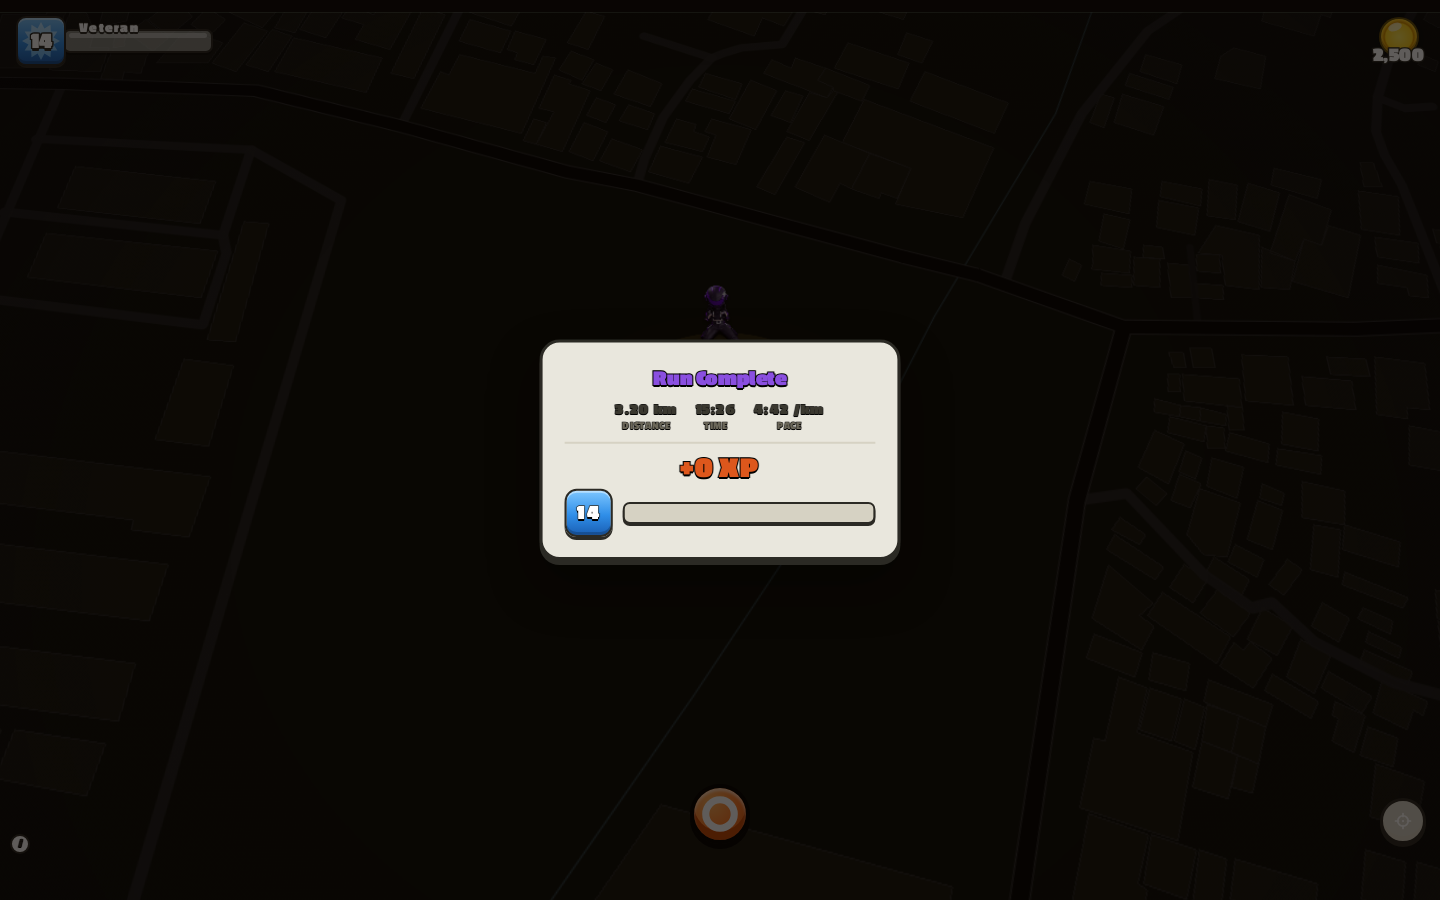 14
Veteran
2,500
Run Complete
3.20 km 15:26 4:42 /km
DISTANCE TIME PACE
+0 XP
14